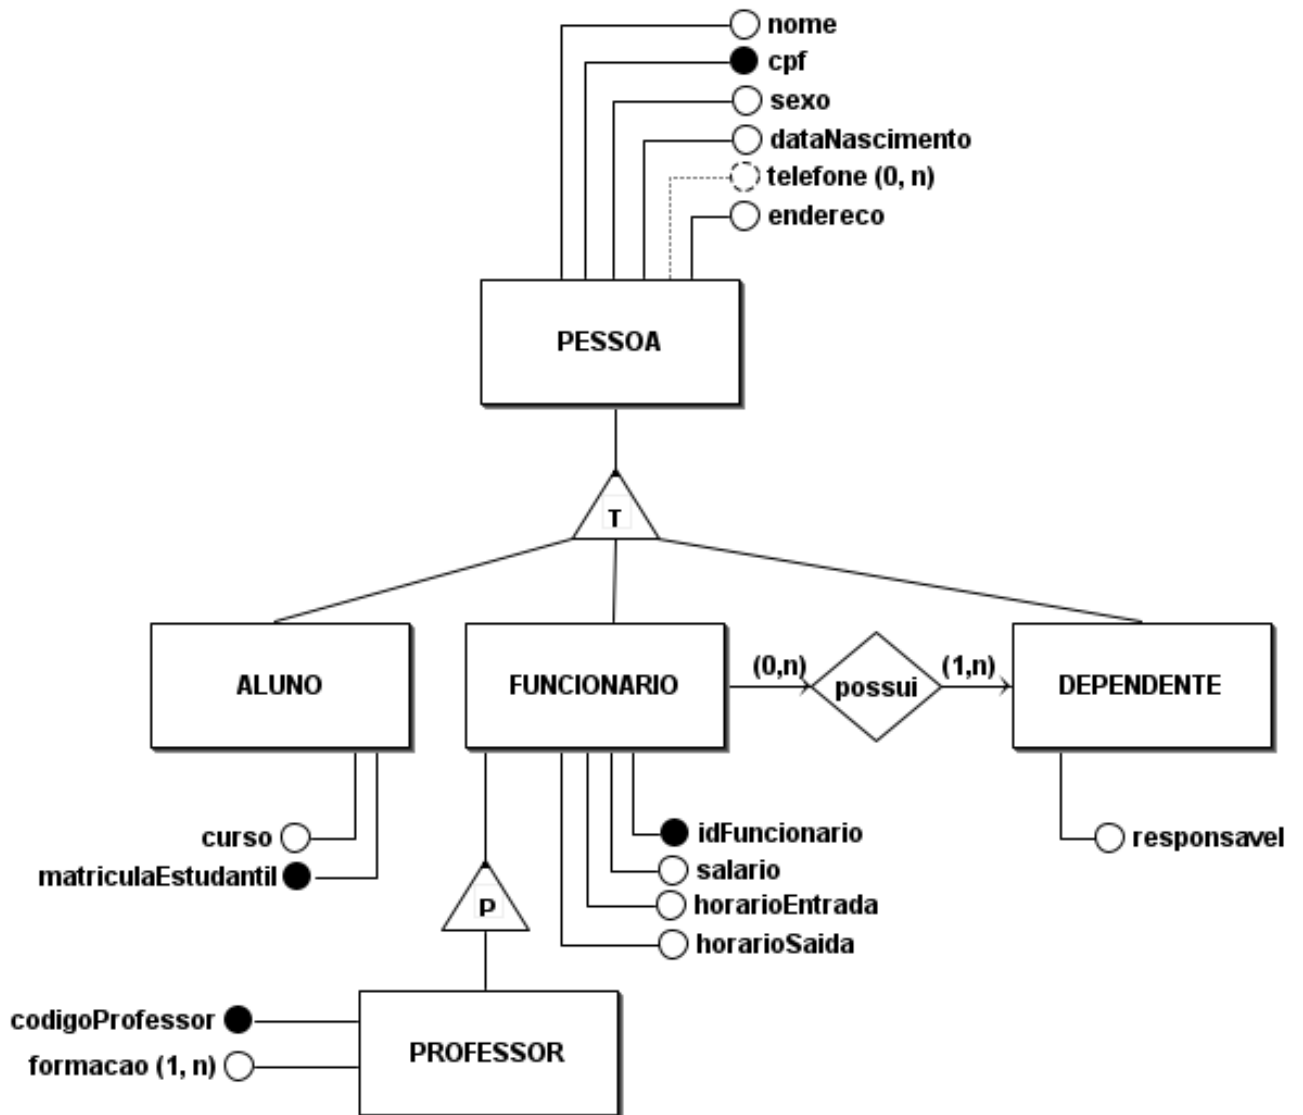 nome
cpf
sexo
dataNascimento
telefone (0, n)
endereco
PESSOA
T
ALUNO
FUNCIONARIO
(0,n)
possui
(1,n)
DEPENDENTE
curso
matriculaEstudantil
idFuncionario
salario
horarioEntrada
horarioSaida
responsavel
P
codigoProfessor
formacao (1, n)
PROFESSOR